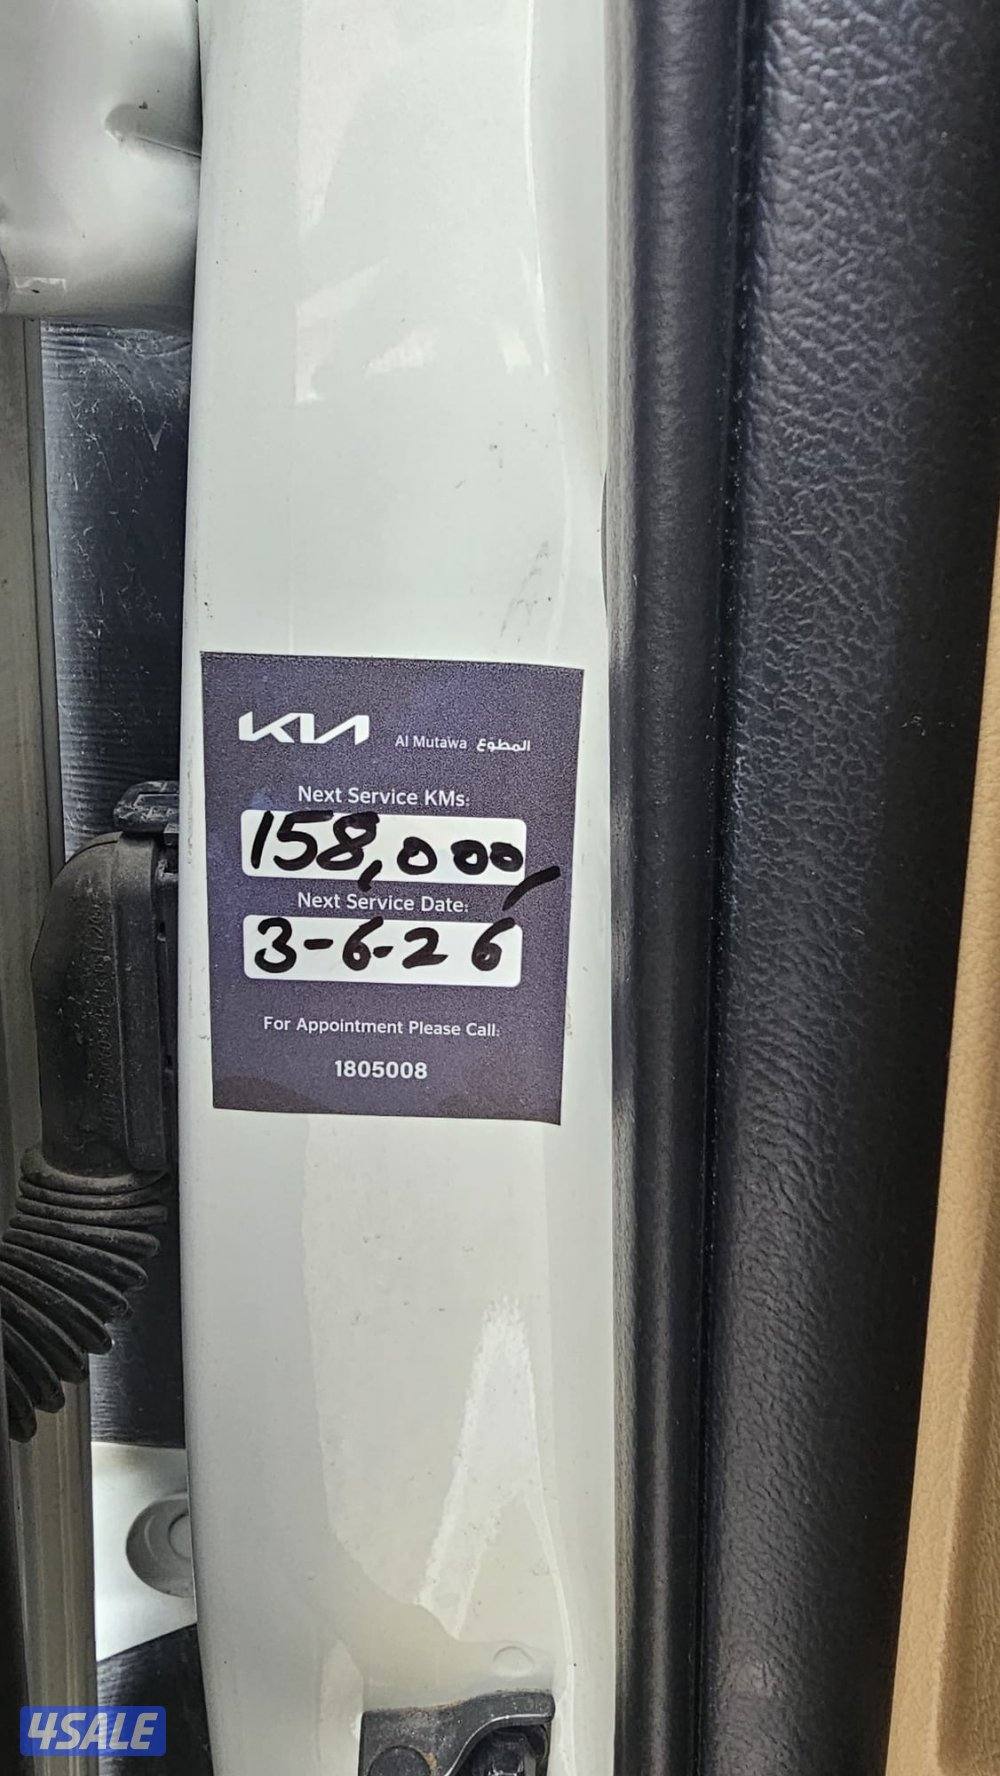 KIA Al Mutawa المطوع
Next Service KMs:
158,000,
Next Service Date:
3-6-26
For Appointment Please Call:
1805008
4SALE